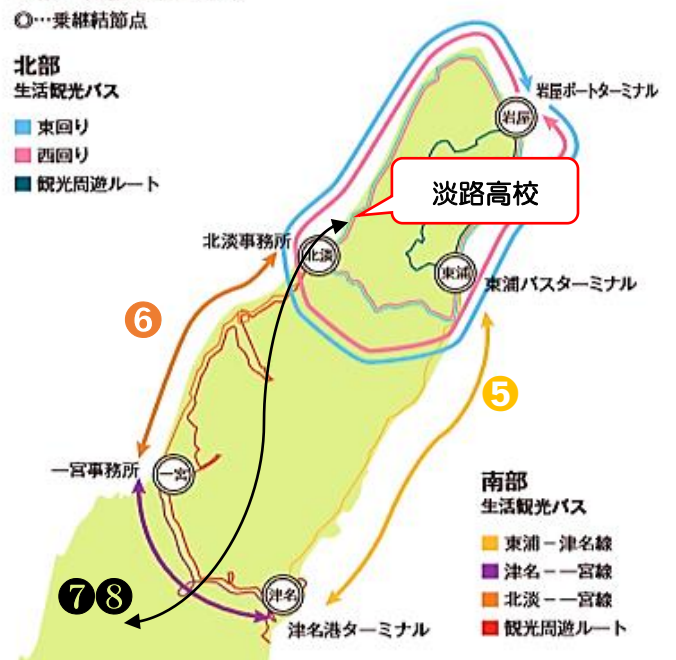 ◎…乗継結節点
北部
生活観光バス
東回り
西回り
観光周遊ルート
岩屋ポートターミナル
岩屋
淡路高校
北淡事務所
北淡
東浦
東浦バスターミナル
❻
❺
一宮事務所
一宮
南部
生活観光バス
東浦－津名線
津名－一宮線
北淡－一宮線
観光周遊ルート
❼❽
津名
津名港ターミナル